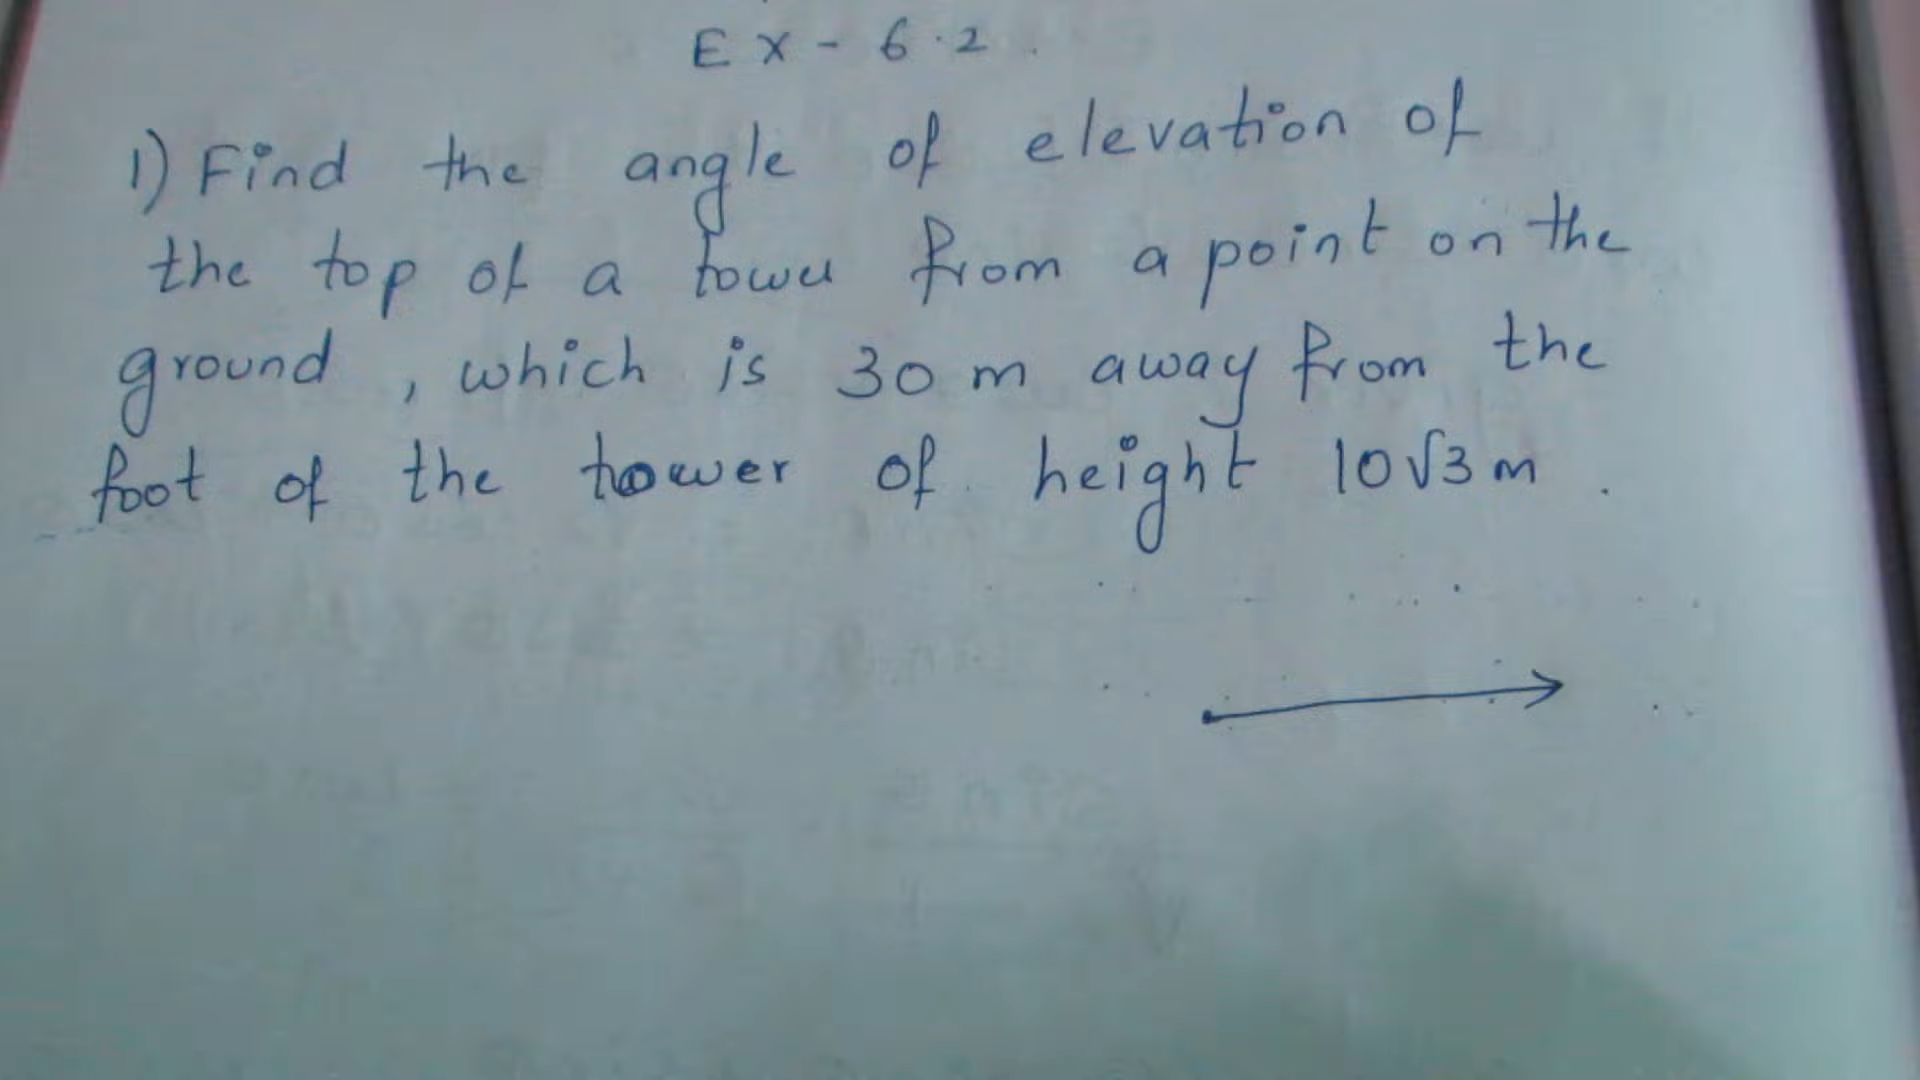 EX - 6.2.
1) Find the angle of elevation of
the top of a tower from a point on the
ground, which is 30 m away from the
foot of the tower of height 10√3 m.